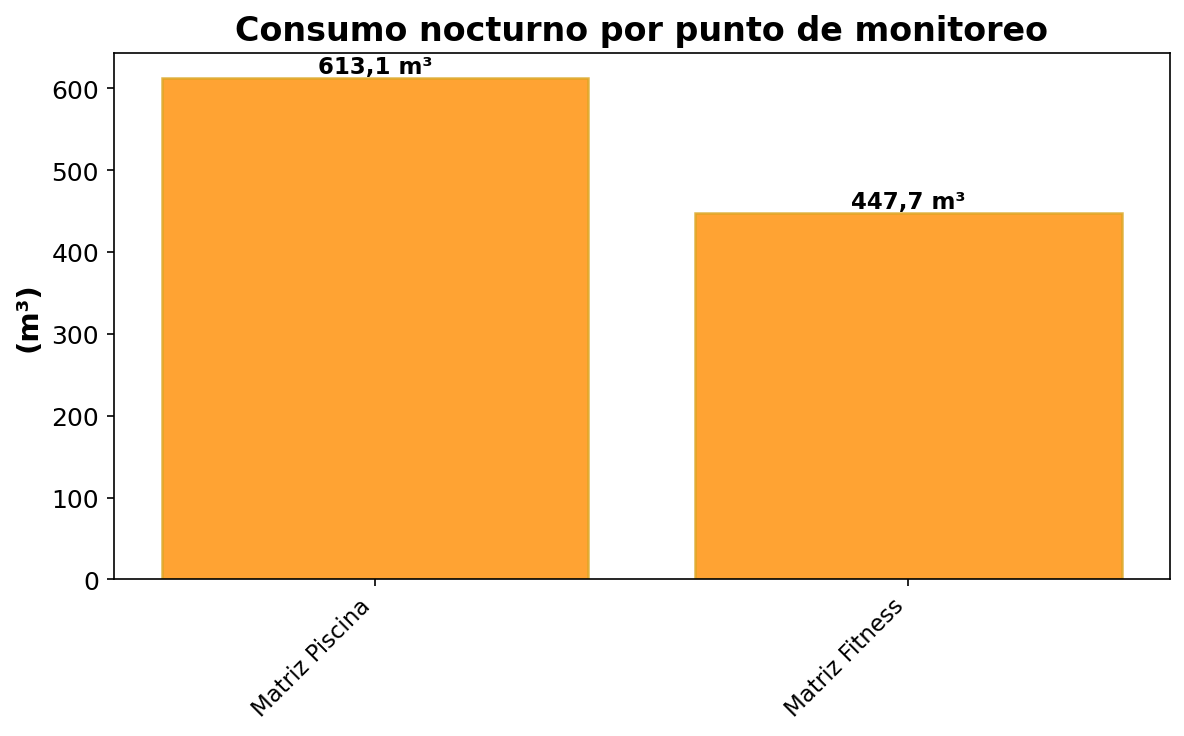 Consumo nocturno por punto de monitoreo
613,1 m³
447,7 m³
(m³)
600
500
400
300
200
100
0
Matriz Piscina
Matriz Fitness